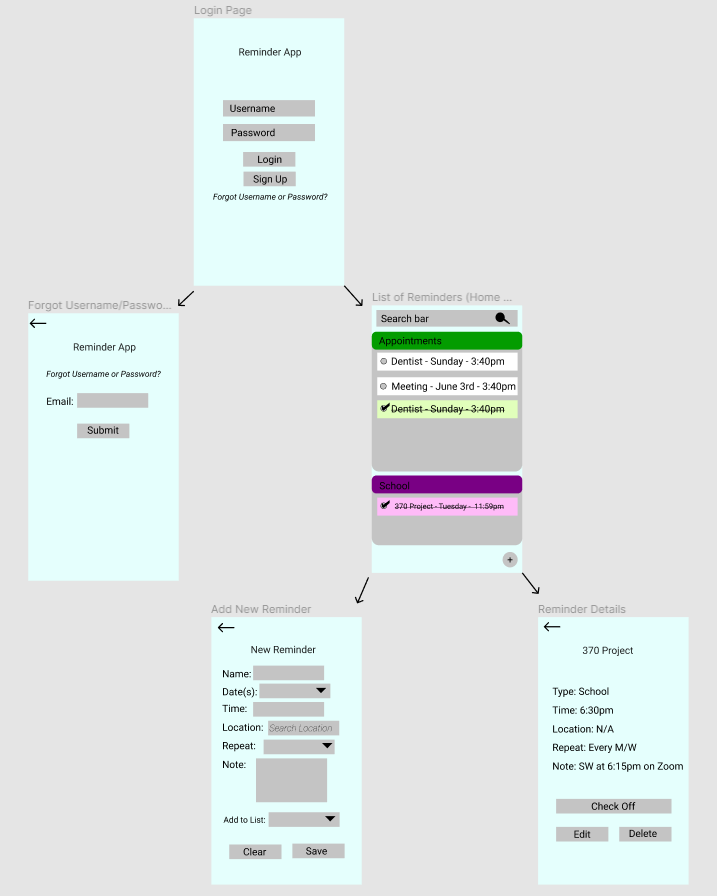 Login Page
Reminder App
Username
Password
Login
Sign Up
Forgot Username or Password?
Forgot Username/Passwo...
Reminder App
Forgot Username or Password?
Email:
Submit
List of Reminders (Home ...
Search bar
Appointments
Dentist - Sunday - 3:40pm
Meeting - June 3rd - 3:40pm
Dentist - Sunday - 3:40pm
School
370 Project - Tuesday - 11:59pm
+
Add New Reminder
New Reminder
Name:
Date(s):
Time:
Location: Search Location
Repeat:
Note:
Add to List:
Clear Save
Reminder Details
370 Project
Type: School
Time: 6:30pm
Location: N/A
Repeat: Every M/W
Note: SW at 6:15pm on Zoom
Check Off
Edit Delete